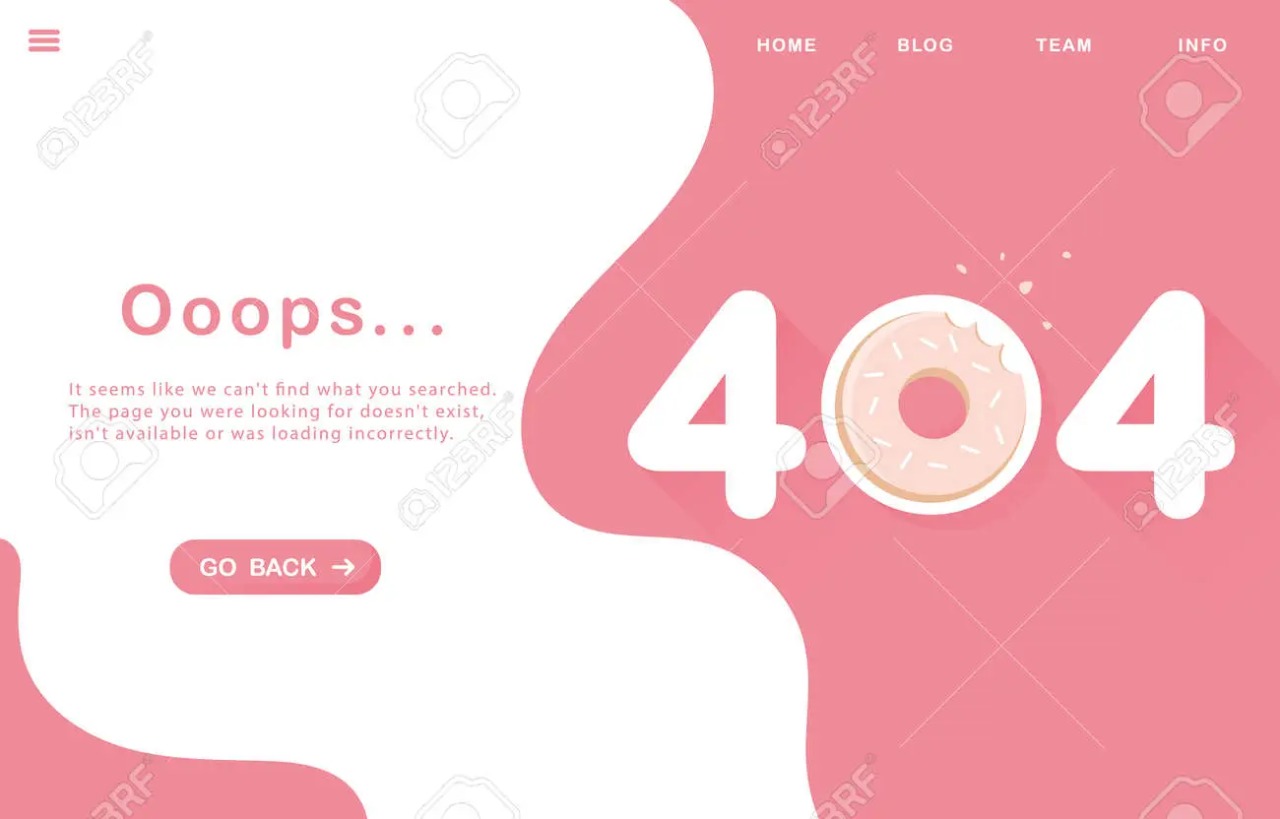 HOME BLOG TEAM INFO
Ooops...
It seems like we can't find what you searched.
The page you were looking for doesn't exist,
isn't available or was loading incorrectly.
GO BACK →
404
123RF
123RF
123RF
123RF
123RF
123RF